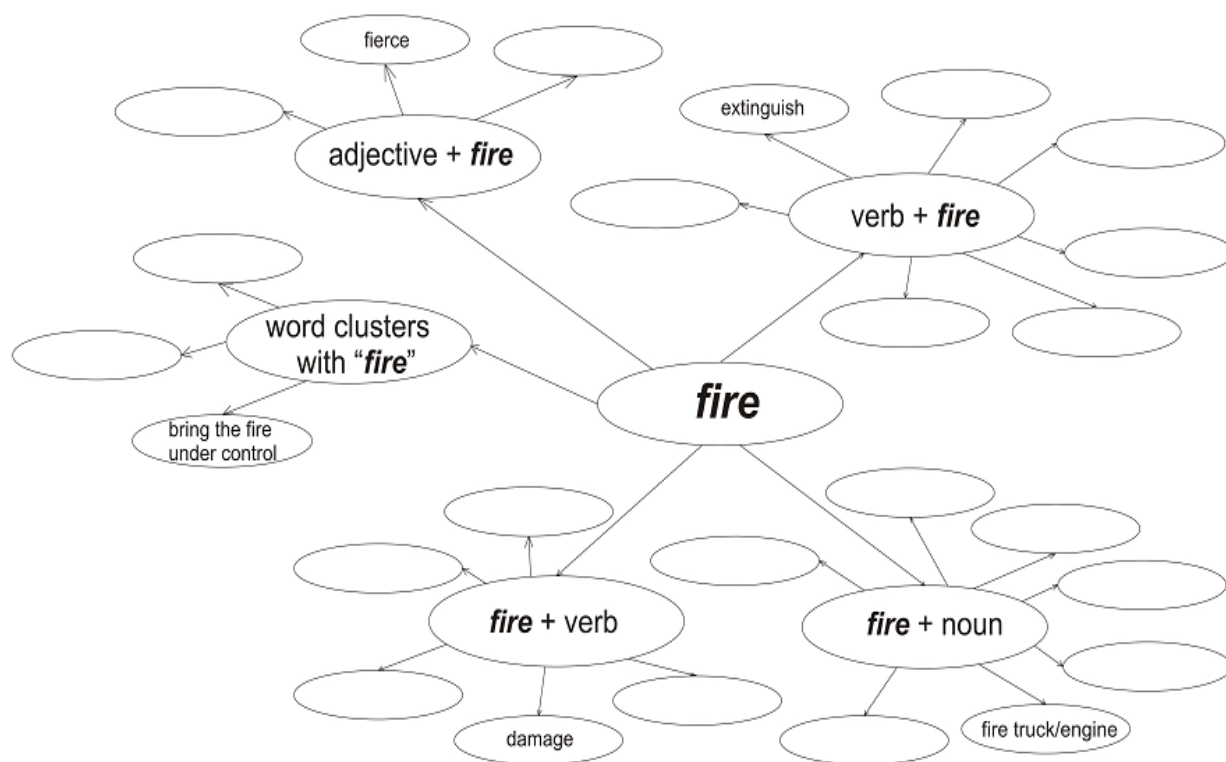 fierce
adjective + fire
extinguish
verb + fire
word clusters
with “fire”
bring the fire
under control
fire
fire + verb
damage
fire + noun
fire truck/engine